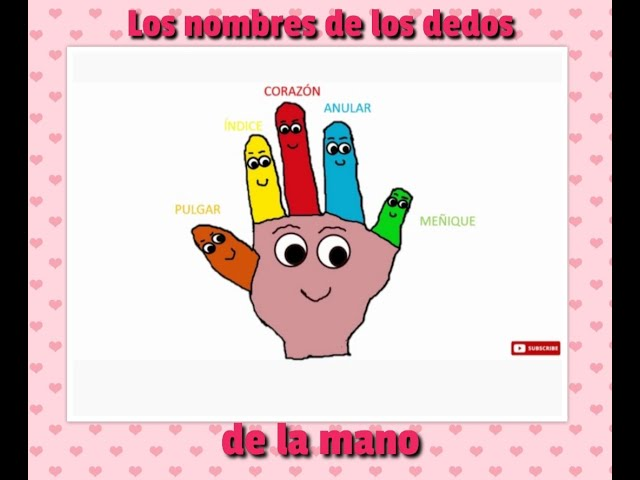 Los nombres de los dedos
CORAZÓN
ANULAR
ÍNDICE
PULGAR
MEÑIQUE
SUBSCRIBE
de la mano